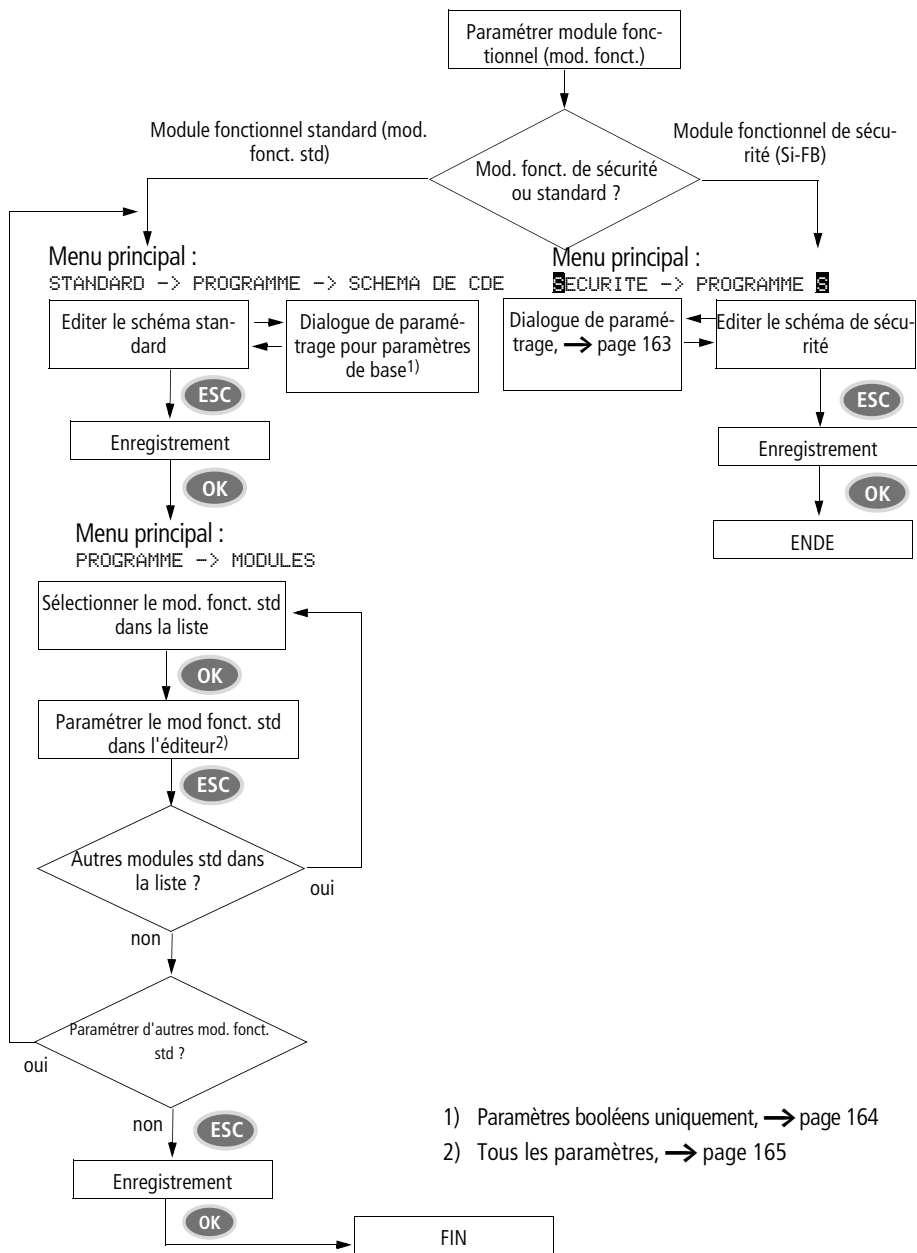 Paramétrer module fonc-
tionnel (mod. fonct.)
Module fonctionnel standard (mod.
fonct. std)
Module fonctionnel de sécu-
rité (Si-FB)
Mod. fonct. de sécurité
ou standard ?
Menu principal :
STANDARD -> PROGRAMME -> SCHEMA DE CDE
Menu principal :
SECURITE -> PROGRAMME S
Editer le schéma stan-
dard
Dialogue de paramé-
trage pour paramètres
de base1)
Dialogue de paramé-
trage, → page 163
Editer le schéma de sécu-
rité
ESC
ESC
Enregistrement
Enregistrement
OK
OK
Menu principal :
PROGRAMME -> MODULES
ENDE
Sélectionner le mod. fonct. std
dans la liste
OK
Paramétrer le mod fonct. std
dans l'éditeur2)
ESC
Autres modules std dans
la liste ?
oui
non
Paramétrer d'autres mod. fonct.
std ?
oui
non
ESC
1) Paramètres booléens uniquement, → page 164
2) Tous les paramètres, → page 165
Enregistrement
OK
FIN